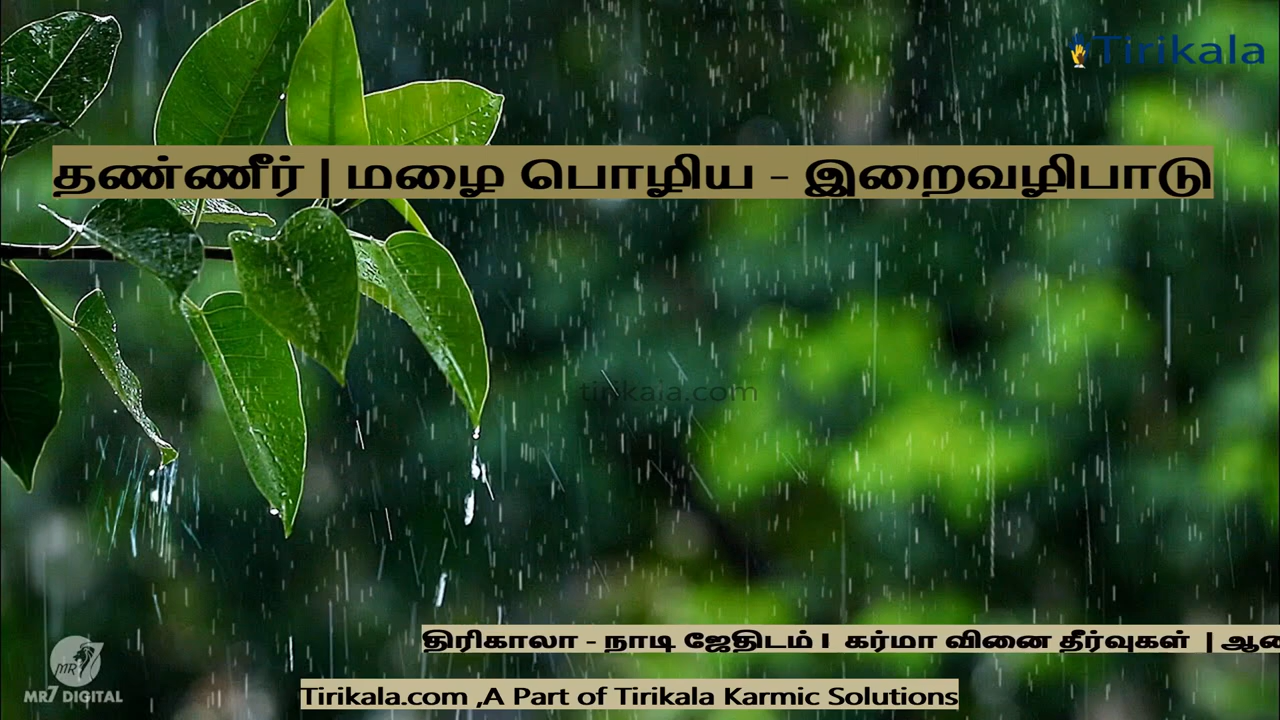 Tirikala
தண்ணீர் | மழை பொழிய - இறைவழிபாடு
tirikala.com
திரிகாலா - நாடி ஜேதிடம் I கர்மா வினை தீர்வுகள் |
MR7
MR7 DIGITAL
Tirikala.com ,A Part of Tirikala Karmic Solutions